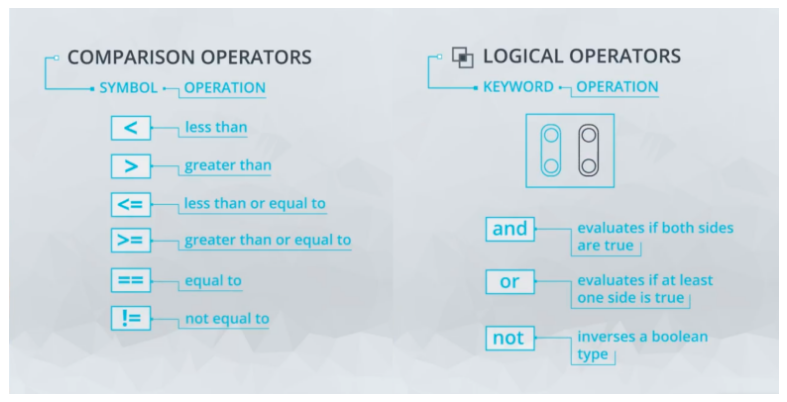 COMPARISON OPERATORS
SYMBOL OPERATION
< less than
> greater than
<= less than or equal to
>= greater than or equal to
== equal to
!= not equal to
LOGICAL OPERATORS
KEYWORD OPERATION
and evaluates if both sides
are true
or evaluates if at least
one side is true
not inverses a boolean
type